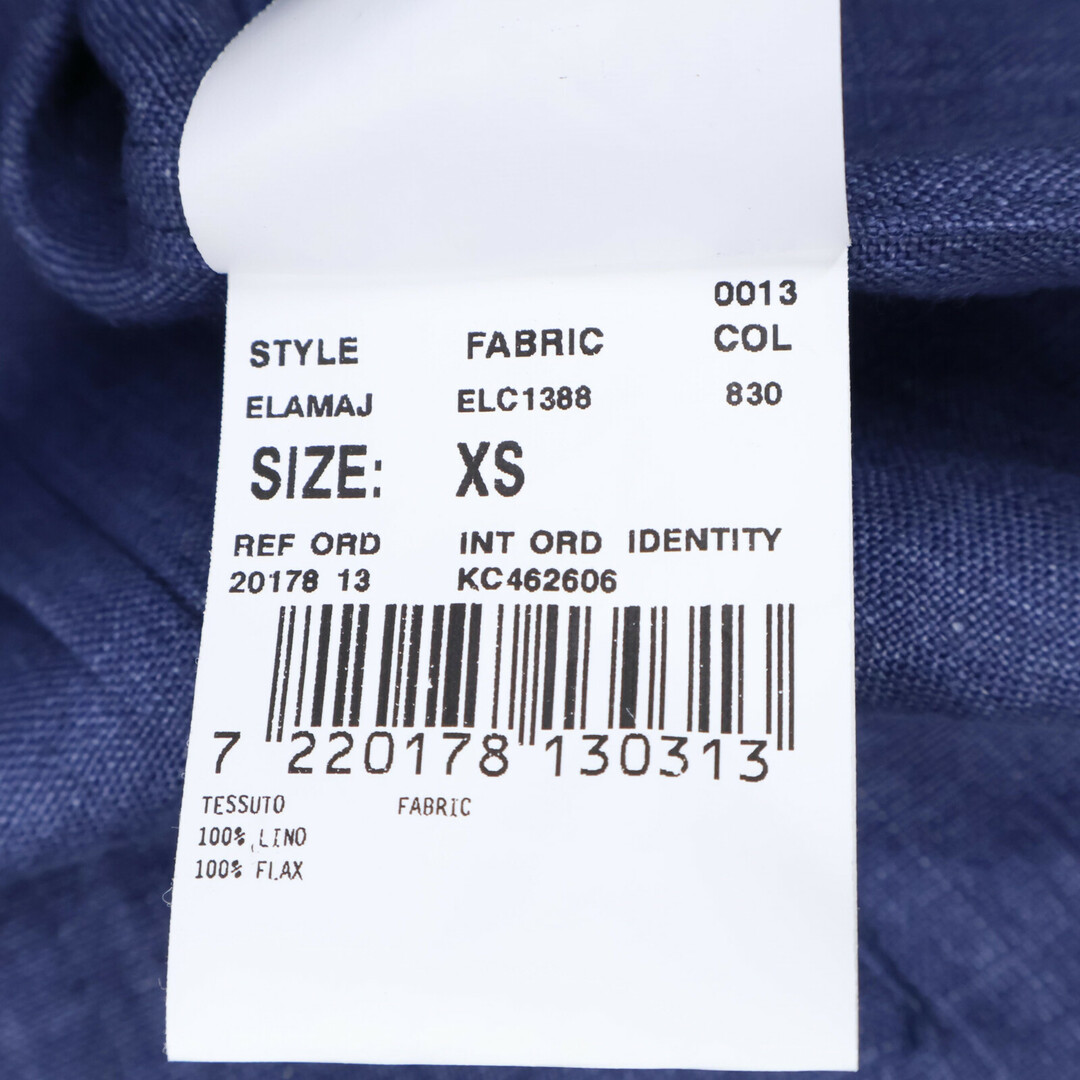 0013
STYLE FABRIC COL
ELAMAJ ELC1388 830
SIZE: XS
REF ORD INT ORD IDENTITY
20178 13 KC462606
7 220178 130313
TESSUTO FABRIC
100% LINO
100% FLAX